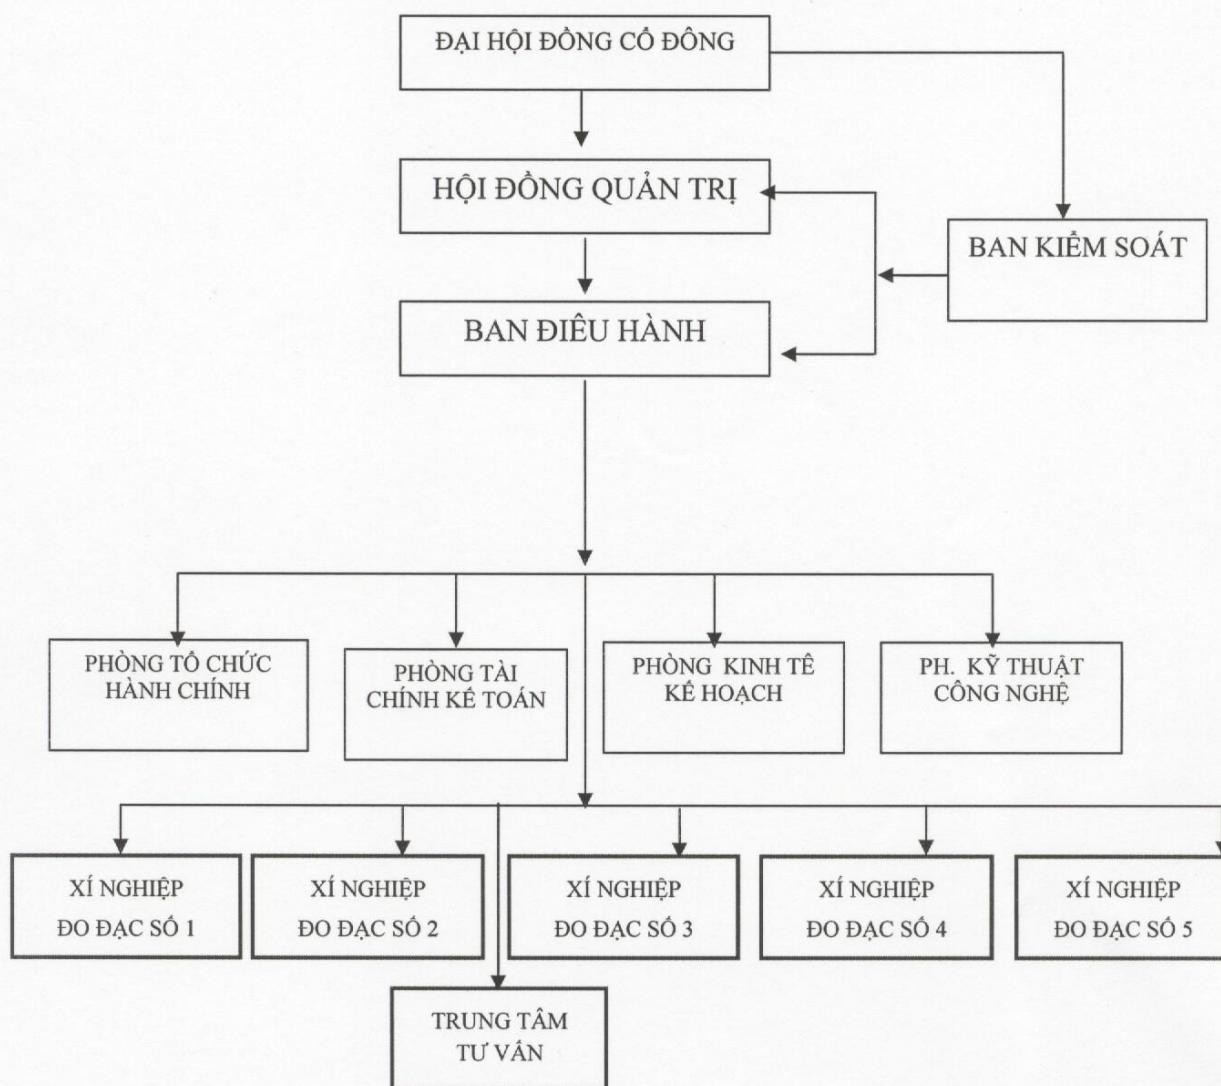 ĐẠI HỘI ĐỒNG CỔ ĐÔNG
HỘI ĐỒNG QUẢN TRỊ
BAN KIỂM SOÁT
BAN ĐIỀU HÀNH
PHÒNG TỔ CHỨC
HÀNH CHÍNH
PHÒNG TÀI
CHÍNH KẾ TOÁN
PHÒNG KINH TẾ
KẾ HOẠCH
PH. KỸ THUẬT
CÔNG NGHỆ
XÍ NGHIỆP
ĐO ĐẠC SỐ 1
XÍ NGHIỆP
ĐO ĐẠC SỐ 2
XÍ NGHIỆP
ĐO ĐẠC SỐ 3
XÍ NGHIỆP
ĐO ĐẠC SỐ 4
XÍ NGHIỆP
ĐO ĐẠC SỐ 5
TRUNG TÂM
TƯ VẤN